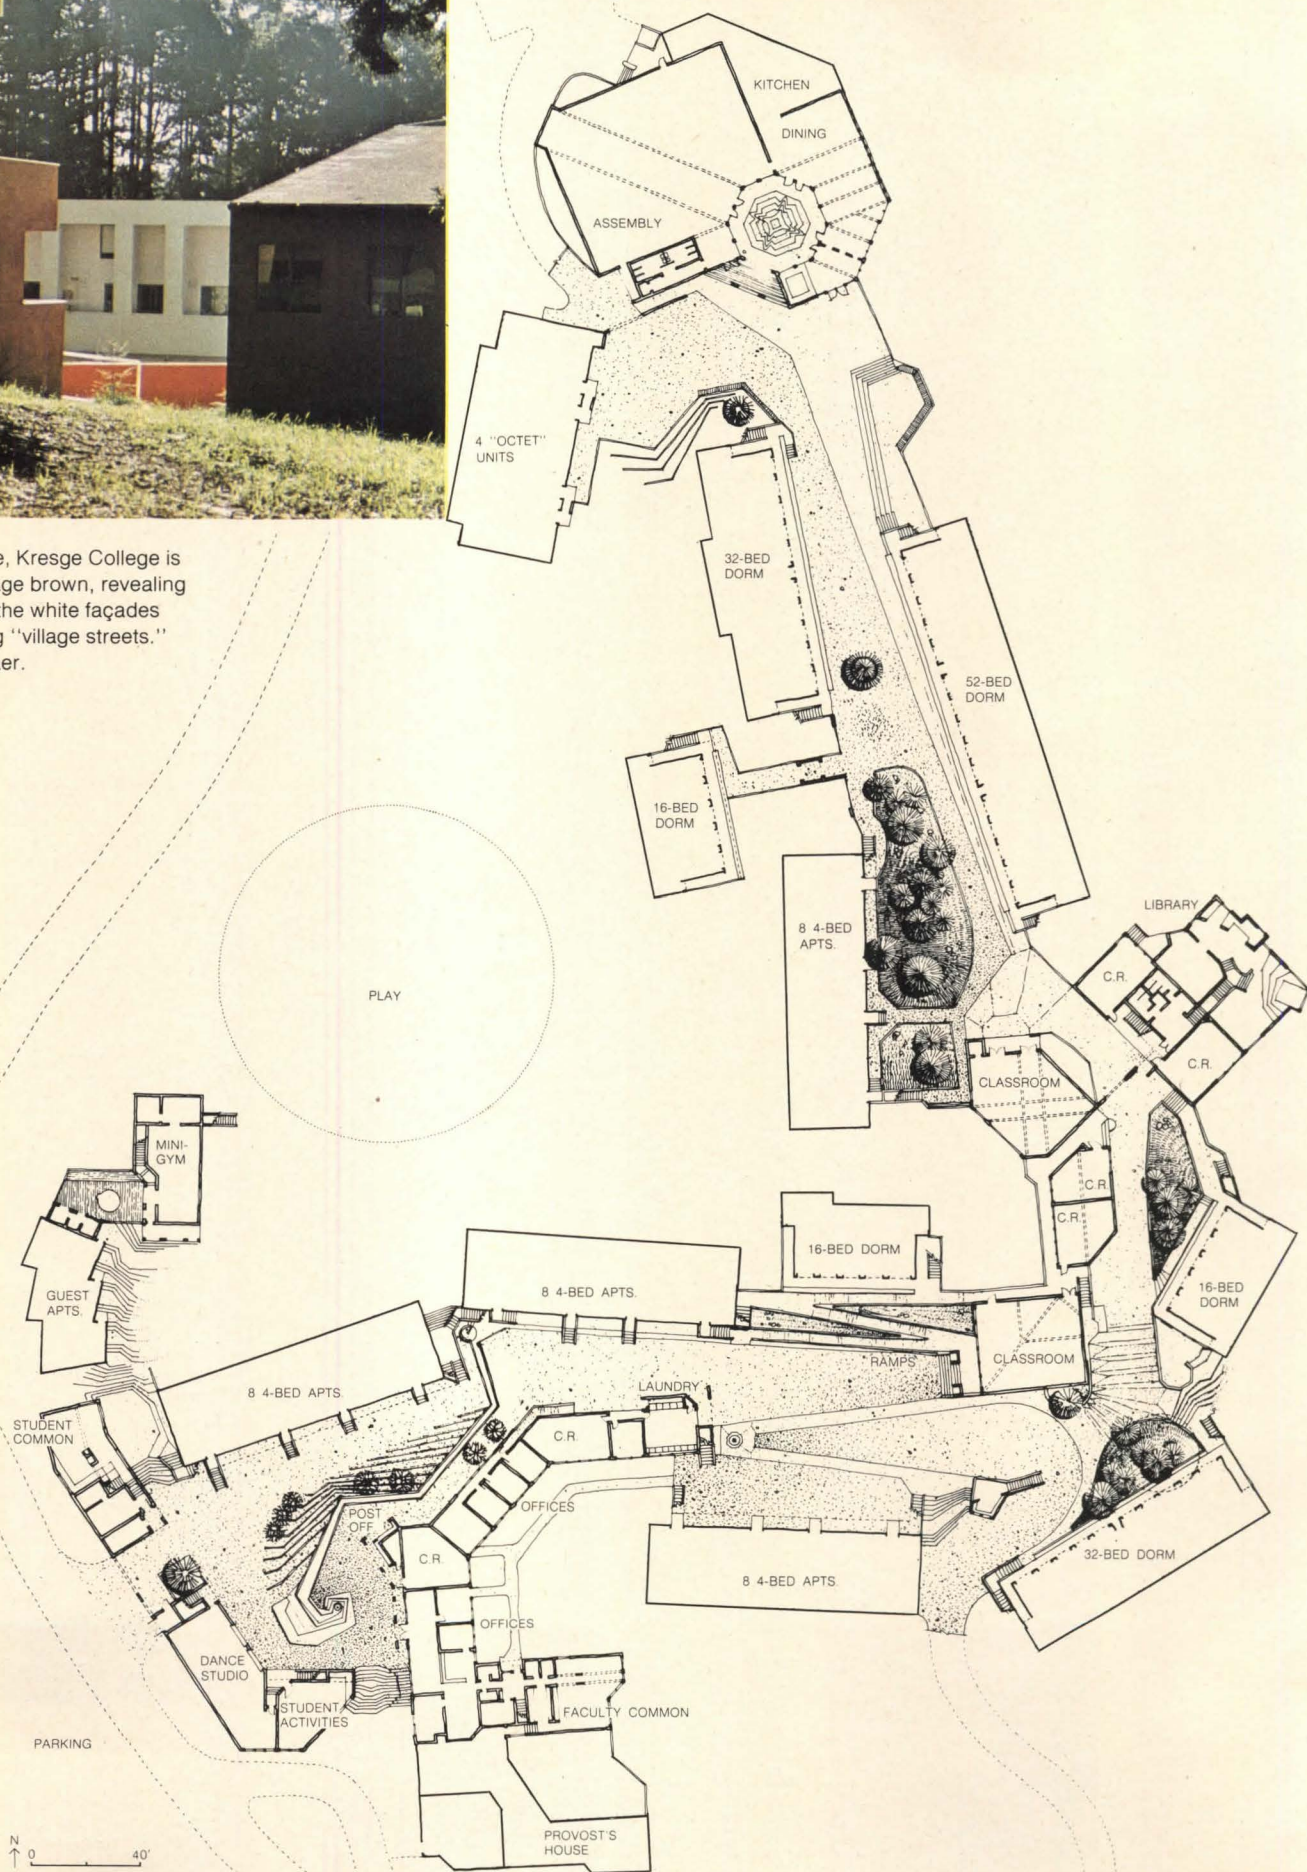 KITCHEN
DINING
ASSEMBLY
4 "OCTET"
UNITS
e, Kresge College is
ge brown, revealing
the white façades
g "village streets."
er.
32-BED
DORM
52-BED
DORM
16-BED
DORM
8 4-BED
APTS.
LIBRARY
C.R.
C.R.
PLAY
CLASSROOM
MINI-
GYM
C.R.
C.R.
16-BED DORM
16-BED
DORM
GUEST
APTS.
8 4-BED APTS.
RAMPS
CLASSROOM
8 4-BED APTS.
LAUNDRY
STUDENT
COMMON
C.R.
OFFICES
POST
OFF.
C.R.
32-BED DORM
8 4-BED APTS.
OFFICES
DANCE
STUDIO
STUDENT
ACTIVITIES
FACULTY COMMON
PARKING
PROVOST'S
HOUSE
N
0 40'